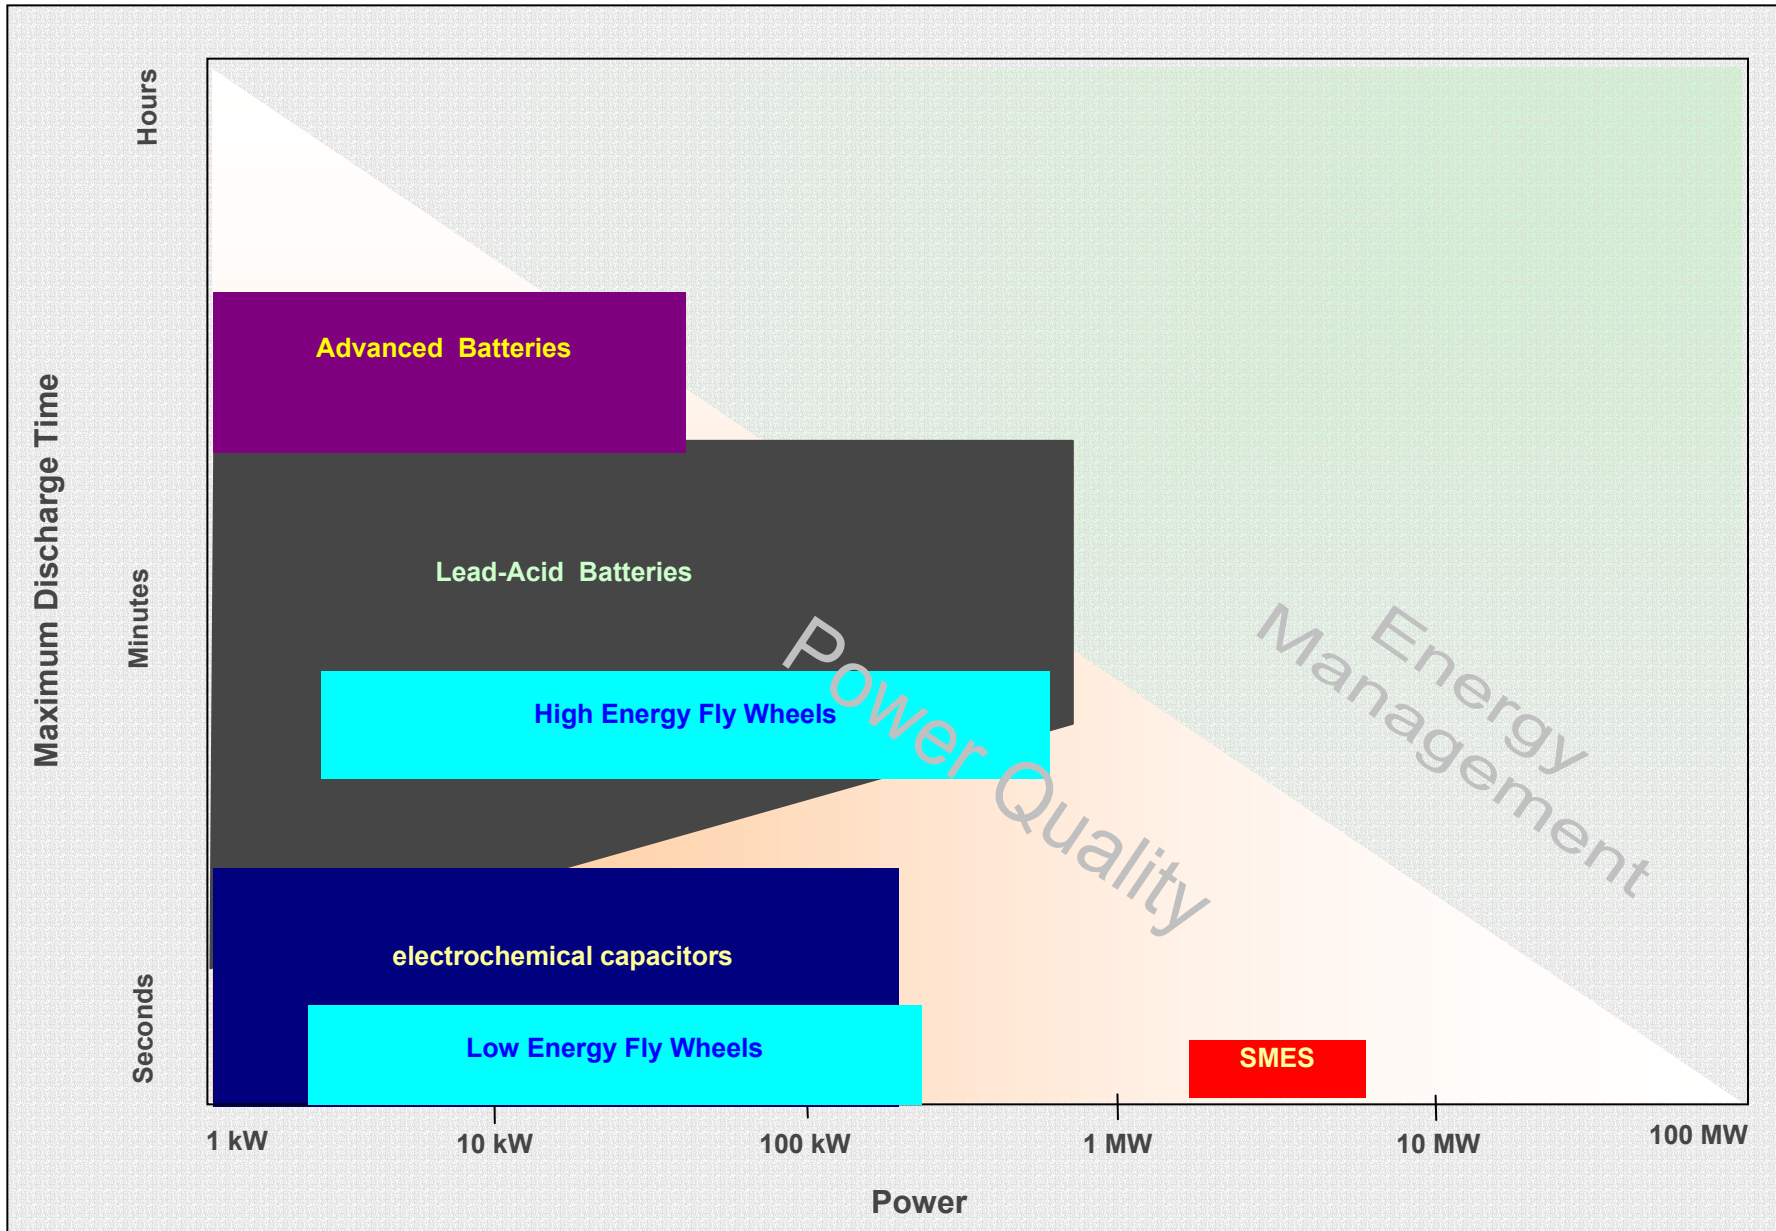 Hours
Minutes
Seconds
Maximum Discharge Time
Advanced Batteries
Lead-Acid Batteries
High Energy Fly Wheels
Power Quality
Energy
Management
electrochemical capacitors
Low Energy Fly Wheels
SMES
1 kW
10 kW
100 kW
1 MW
10 MW
100 MW
Power